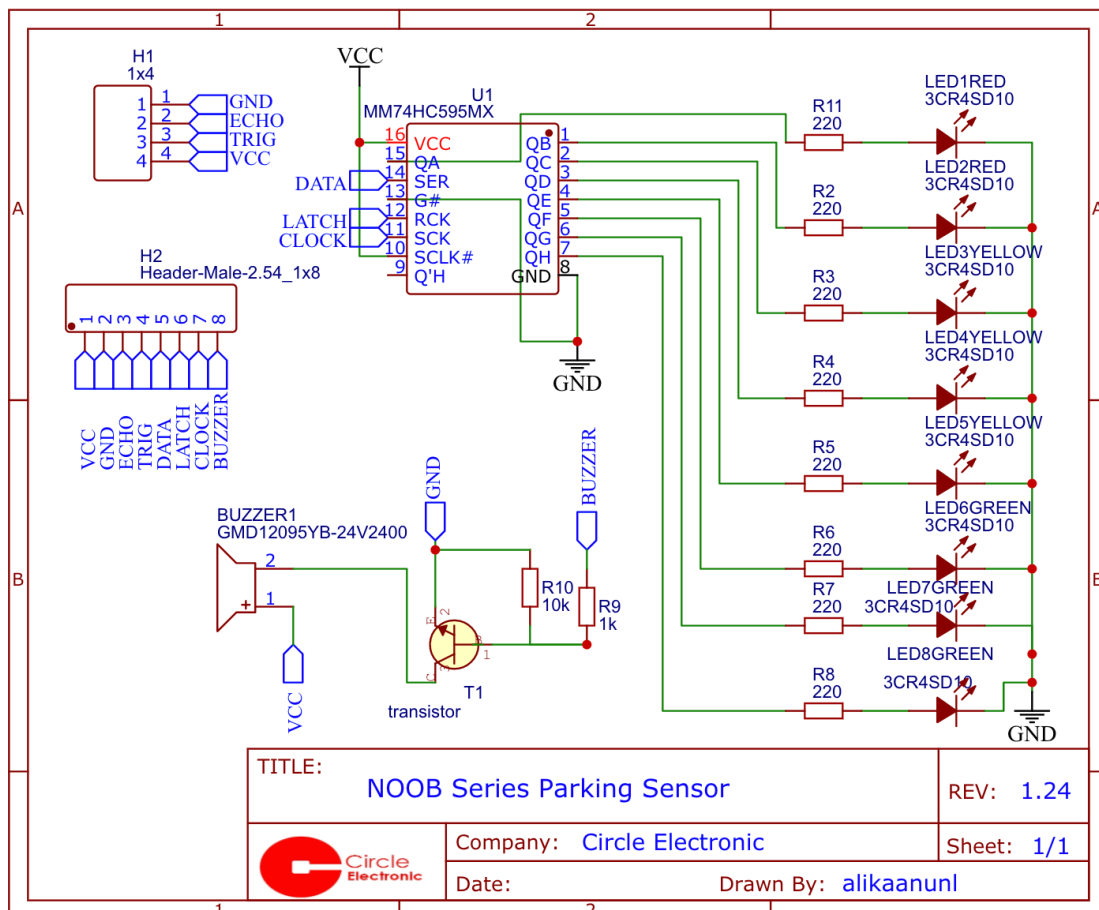 1
2
A
B
A
B
1
2
H1
1x4
1
2
3
4
1
2
3
4
GND
ECHO
TRIG
VCC
H2
Header-Male-2.54_1x8
1
2
3
4
5
6
7
8
VCC
GND
ECHO
TRIG
DATA
LATCH
CLOCK
BUZZER
VCC
U1
MM74HC595MX
16
VCC
15
QA
14
SER
13
G#
12
RCK
11
SCK
10
SCLK#
9
Q'H
DATA
LATCH
CLOCK
QB
1
QC
2
QD
3
QE
4
QF
5
QG
6
QH
7
GND
8
GND
R11
220
LED1RED
3CR4SD10
R2
220
LED2RED
3CR4SD10
R3
220
LED3YELLOW
3CR4SD10
R4
220
LED4YELLOW
3CR4SD10
R5
220
LED5YELLOW
3CR4SD10
R6
220
LED6GREEN
3CR4SD10
R7
220
LED7GREEN
3CR4SD10
R8
220
LED8GREEN
3CR4SD10
GND
BUZZER1
GMD12095YB-24V2400
2
1
+
VCC
GND
BUZZER
R10
10k
R9
1k
E
2
B
1
C
T1
transistor
TITLE:
NOOB Series Parking Sensor
REV: 1.24
Circle
Electronic
Company: Circle Electronic
Sheet: 1/1
Date:
Drawn By: alikaanunl